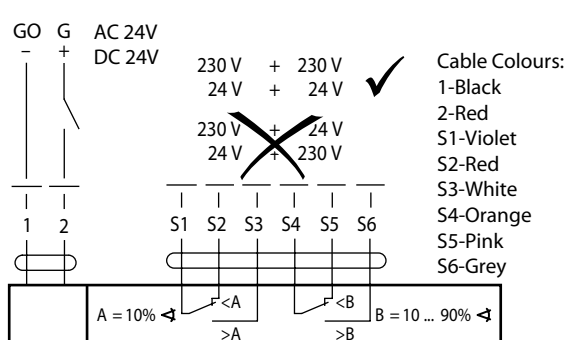 GO G AC 24V
– + DC 24V
230 V + 230 V
24 V + 24 V
230 V + 24 V
24 V + 230 V
Cable Colours:
1-Black
2-Red
S1-Violet
S2-Red
S3-White
S4-Orange
S5-Pink
S6-Grey
1 2 S1 S2 S3 S4 S5 S6
A = 10% ∢ <A <B B = 10 ... 90% ∢
>A >B